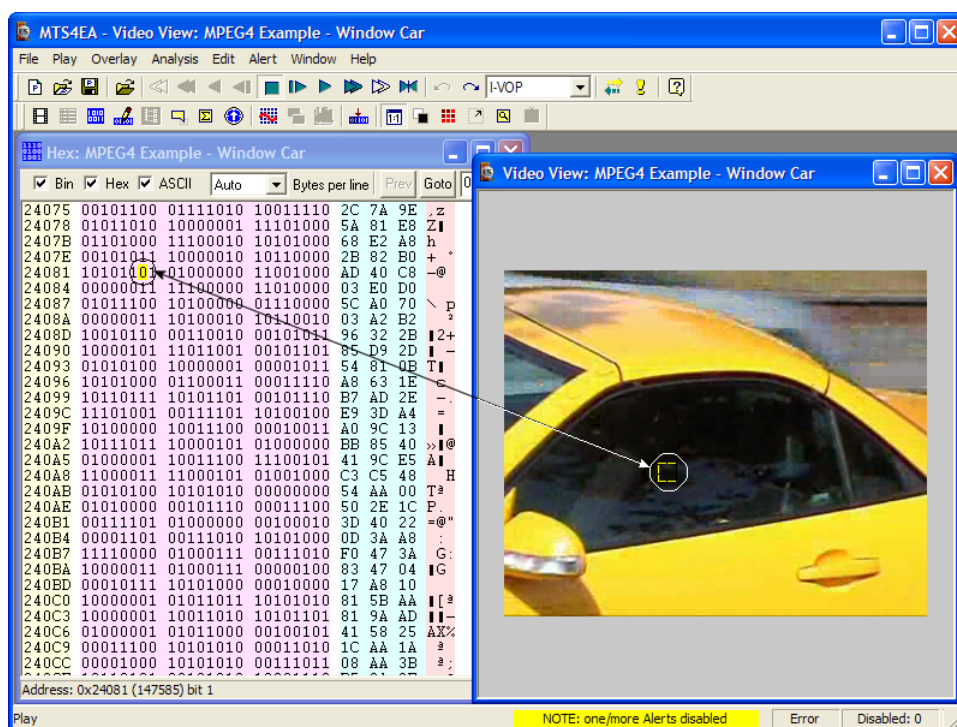 MTS4EA - Video View: MPEG4 Example - Window Car
File Play Overlay Analysis Edit Alert Window Help
I-VOP
1:1
Hex: MPEG4 Example - Window Car
Bin Hex ASCII Auto Bytes per line Prev Goto 0
24075 00101100 01111010 10011110 2C 7A 9E ,z
24078 01011010 10000001 11101000 5A 81 E8 Z
2407B 01101000 11100010 10101000 68 E2 A8 h
2407E 00101011 10000010 10110000 2B 82 B0 + °
24081 10101101 01000000 11001000 AD 40 C8 -@
24084 00000011 11100000 11010000 03 E0 D0
24087 01011100 10100000 01110000 5C A0 70 \ p
2408A 00000011 10100010 10110010 03 A2 B2 ²
2408D 10010110 00110010 00101011 96 32 2B 2+
24090 10000101 11011001 00101101 85 D9 2D -
24093 01010100 10000001 00001011 54 81 0B T
24096 10101000 01100011 00011110 A8 63 1E c
24099 10110111 10101101 00101110 B7 AD 2E -.
2409C 11101001 00111101 10100100 E9 3D A4 =
2409F 10100000 10011100 00010011 A0 9C 13
240A2 10111011 10000101 01000000 BB 85 40 »@
240A5 01000001 10011100 11100101 41 9C E5 A
240A8 11000011 11000101 01001000 C3 C5 48 H
240AB 01010100 10101010 00000000 54 AA 00 Tª
240AE 01010000 00101110 00011100 50 2E 1C P.
240B1 00111101 01000000 00100010 3D 40 22 =@"
240B4 00001101 00111010 10101000 0D 3A A8 :
240B7 11110000 01000111 00111010 F0 47 3A G:
240BA 10000011 01000111 00000100 83 47 04 G
240BD 00010111 10101000 00010000 17 A8 10
240C0 10000001 01011011 10101010 81 5B AA [ª
240C3 10000001 10011010 10101101 81 9A AD -
240C6 01000001 01011000 00100101 41 58 25 AX%
240C9 00011100 10101010 00011010 1C AA 1A ª
240CC 00001000 10101010 00111011 08 AA 3B ª;
Address: 0x24081 (147585) bit 1
Video View: MPEG4 Example - Window Car
Play NOTE: one/more Alerts disabled Error Disabled: 0